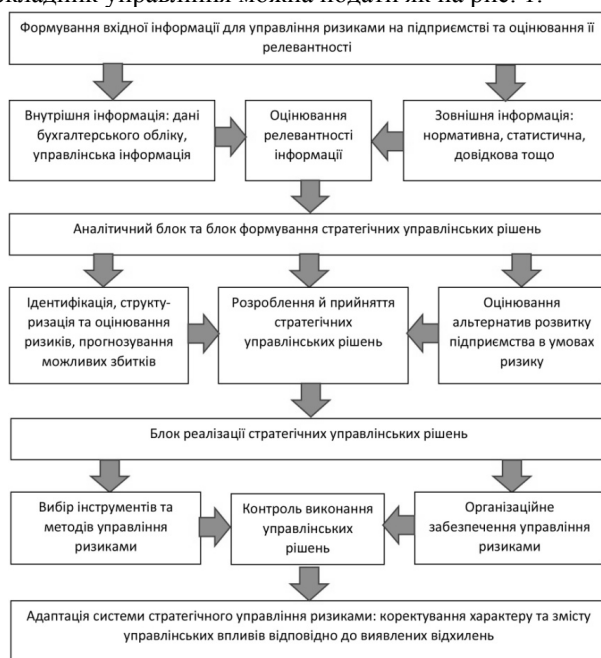 складник управління можна подати як на рис. 1.
Формування вхідної інформації для управління ризиками на підприємстві та оцінювання її
релевантності
Внутрішня інформація: дані
бухгалтерського обліку,
управлінська інформація
Оцінювання
релевантності
інформації
Зовнішня інформація:
нормативна, статистична,
довідкова тощо
Аналітичний блок та блок формування стратегічних управлінських рішень
Ідентифікація, структу-
ризація та оцінювання
ризиків, прогнозування
можливих збитків
Розроблення й прийняття
стратегічних
управлінських рішень
Оцінювання
альтернатив розвитку
підприємства в умовах
ризику
Блок реалізації стратегічних управлінських рішень
Вибір інструментів та
методів управління
ризиками
Контроль виконання
управлінських
рішень
Організаційне
забезпечення управління
ризиками
Адаптація системи стратегічного управління ризиками: коректування характеру та змісту
управлінських впливів відповідно до виявлених відхилень